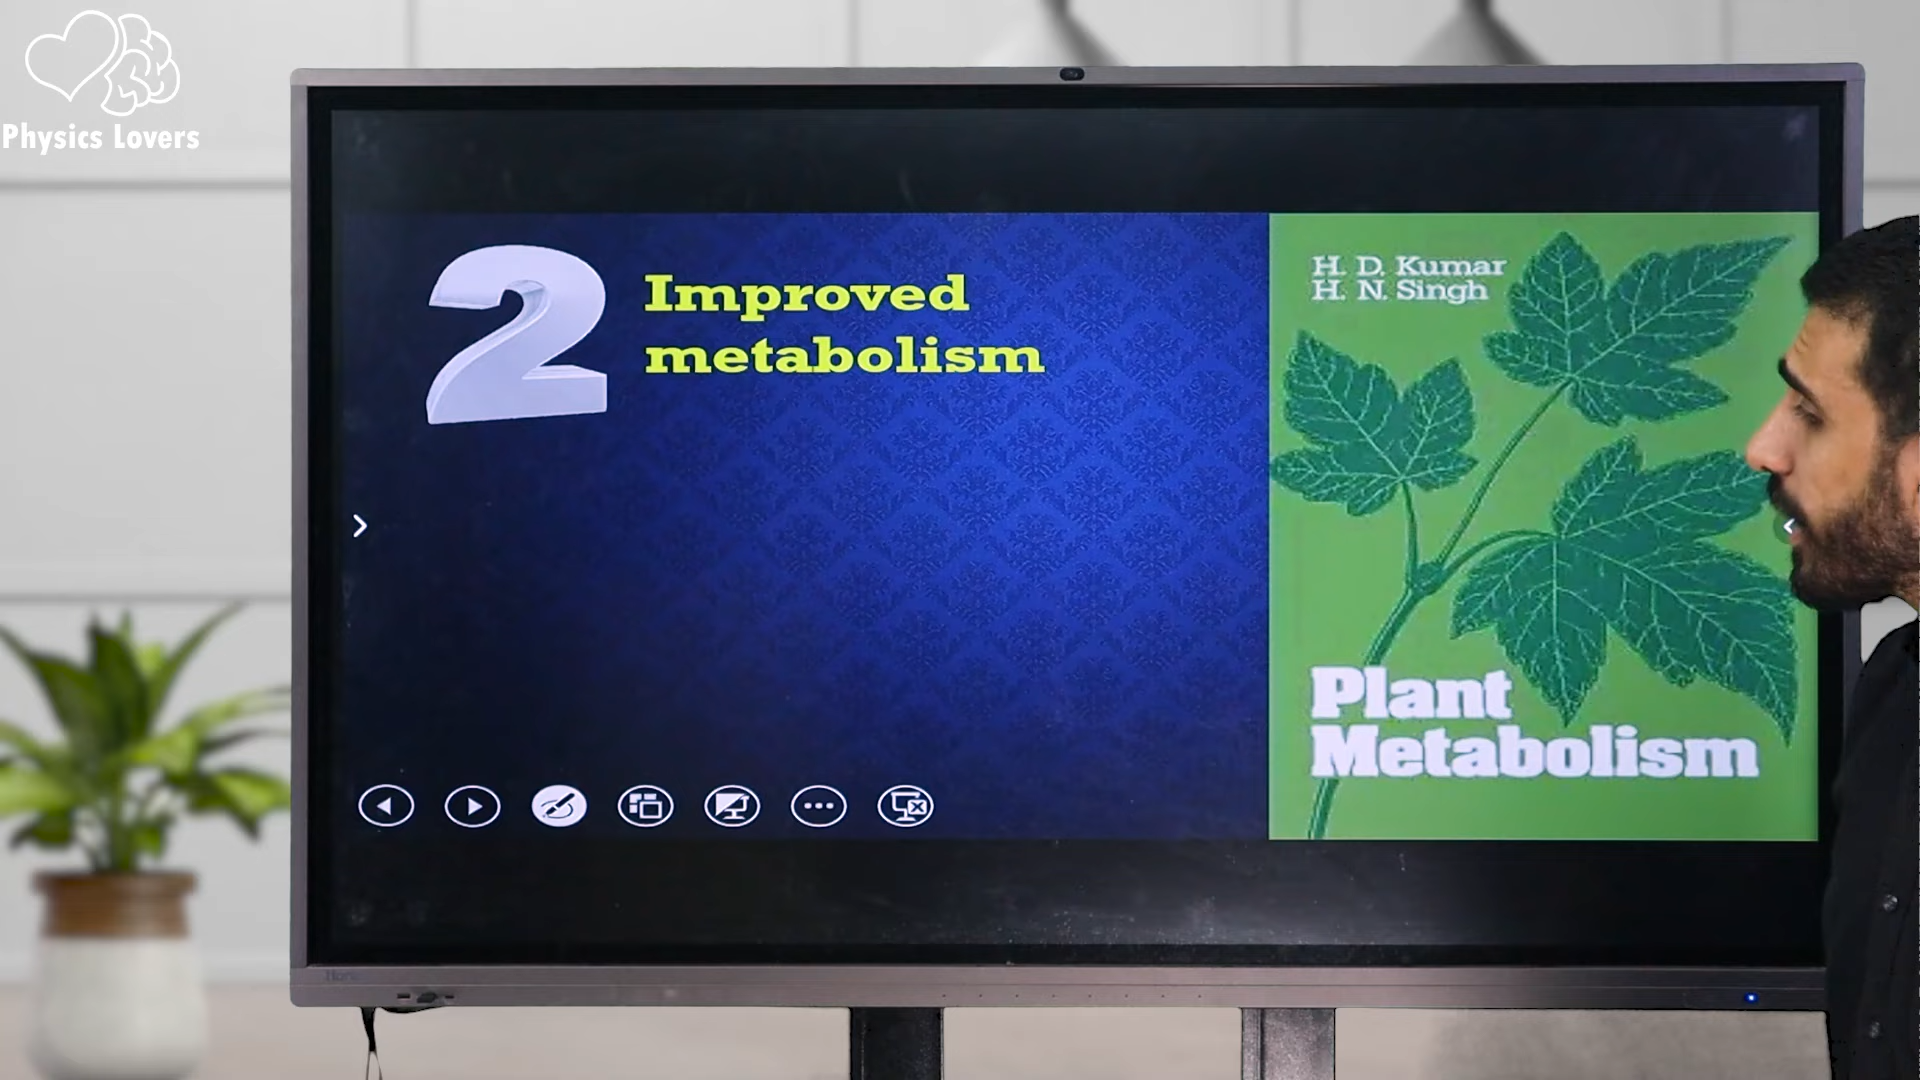 Physics Lovers
2
Improved
metabolism
H. D. Kumar
H. N. Singh
Plant
Metabolism